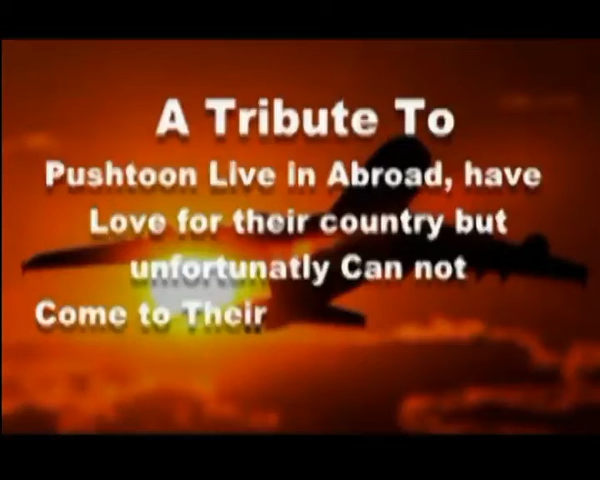 A Tribute To
Pushtoon Live in Abroad, have
Love for their country but
unfortunatly Can not
Come to Their